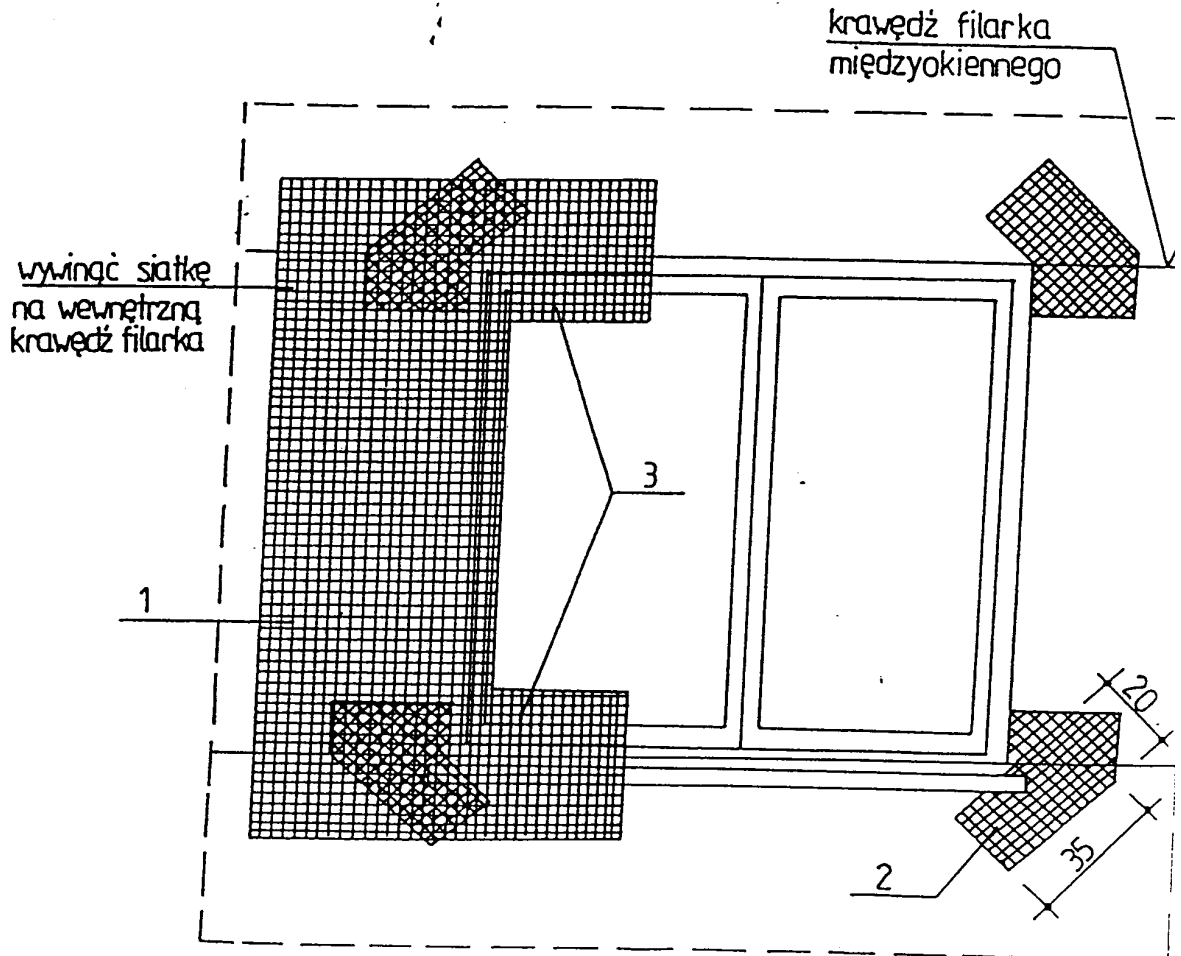 krawędź filarka
międzyokiennego
wywinąć siatkę
na wewnętrzną
krawędź filarka
3
1
20
35
2